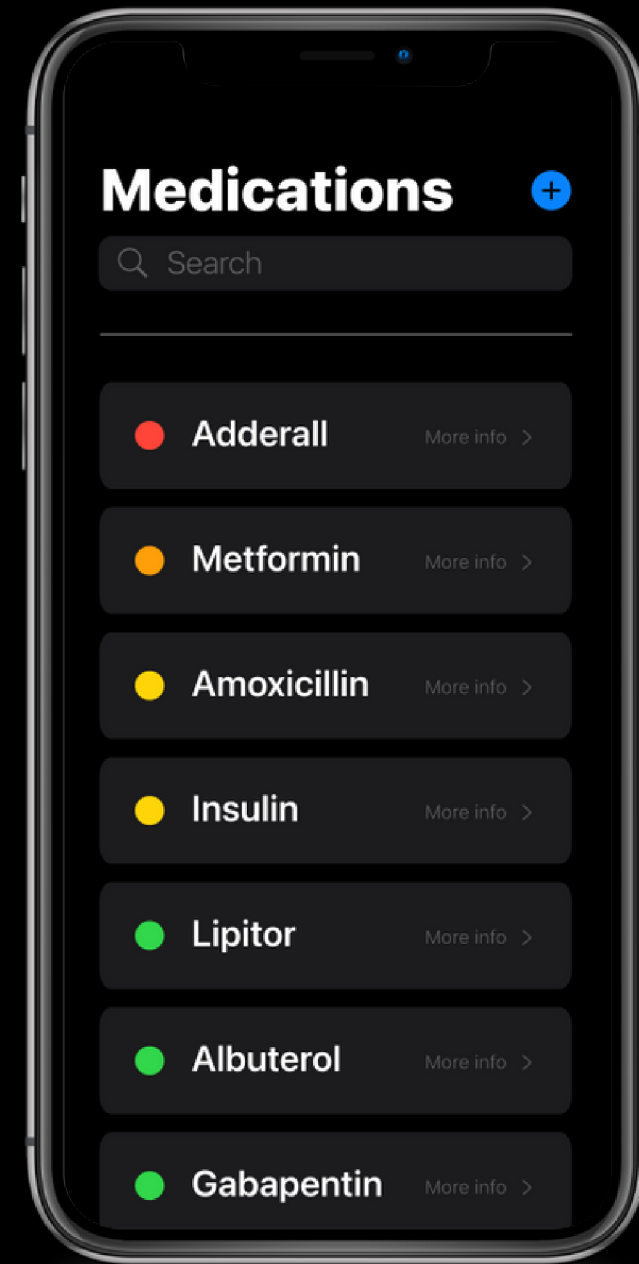 Medications
Search
Adderall More info
Metformin More info
Amoxicillin More info
Insulin More info
Lipitor More info
Albuterol More info
Gabapentin More info